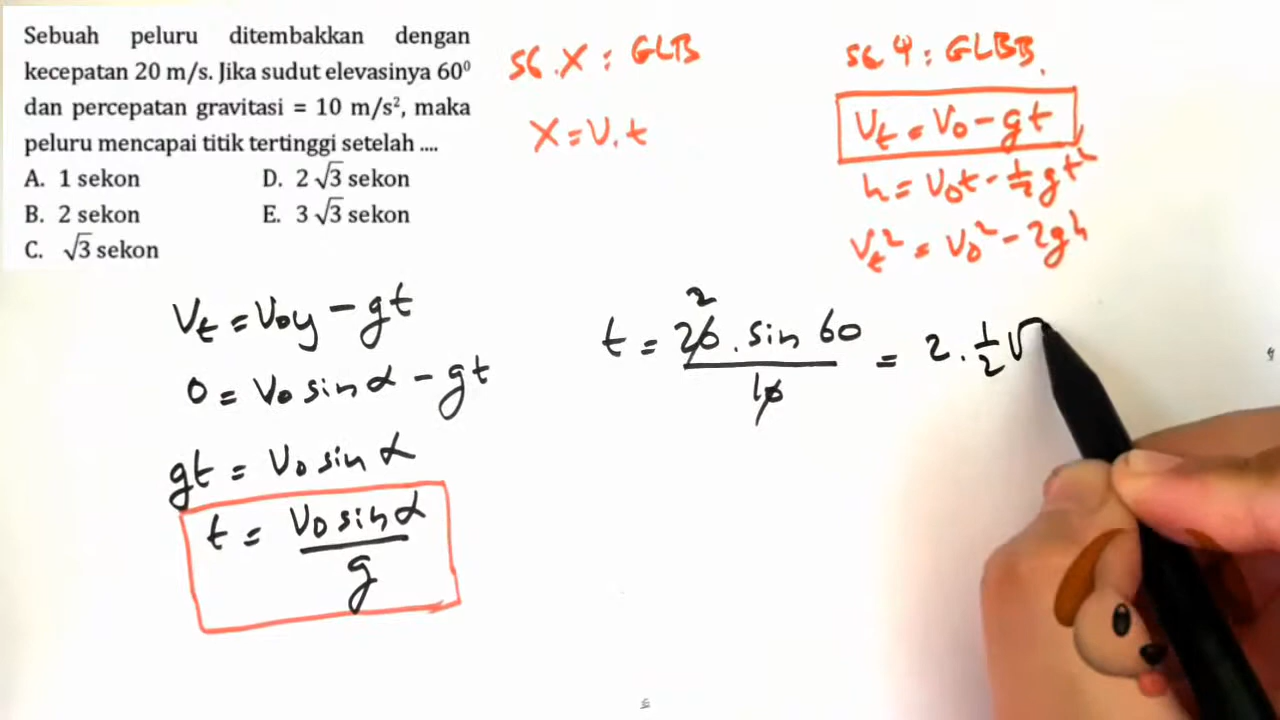 Sebuah peluru ditembakkan dengan
kecepatan 20 m/s. Jika sudut elevasinya 60⁰
dan percepatan gravitasi = 10 m/s², maka
peluru mencapai titik tertinggi setelah ....
A. 1 sekon D. 2 √3 sekon
B. 2 sekon E. 3 √3 sekon
C. √3 sekon
Sb.X : GLB
X = V.t
Sb Y : GLBB
Vt = V0 - gt
h = V0t - 1/2 gt²
Vt² = V0² - 2gh
Vt = V0y - gt
0 = V0 sin α - gt
gt = V0 sin α
t = V0 sin α / g
t = 20 . sin 60 / 10 = 2 . 1/2 √
2